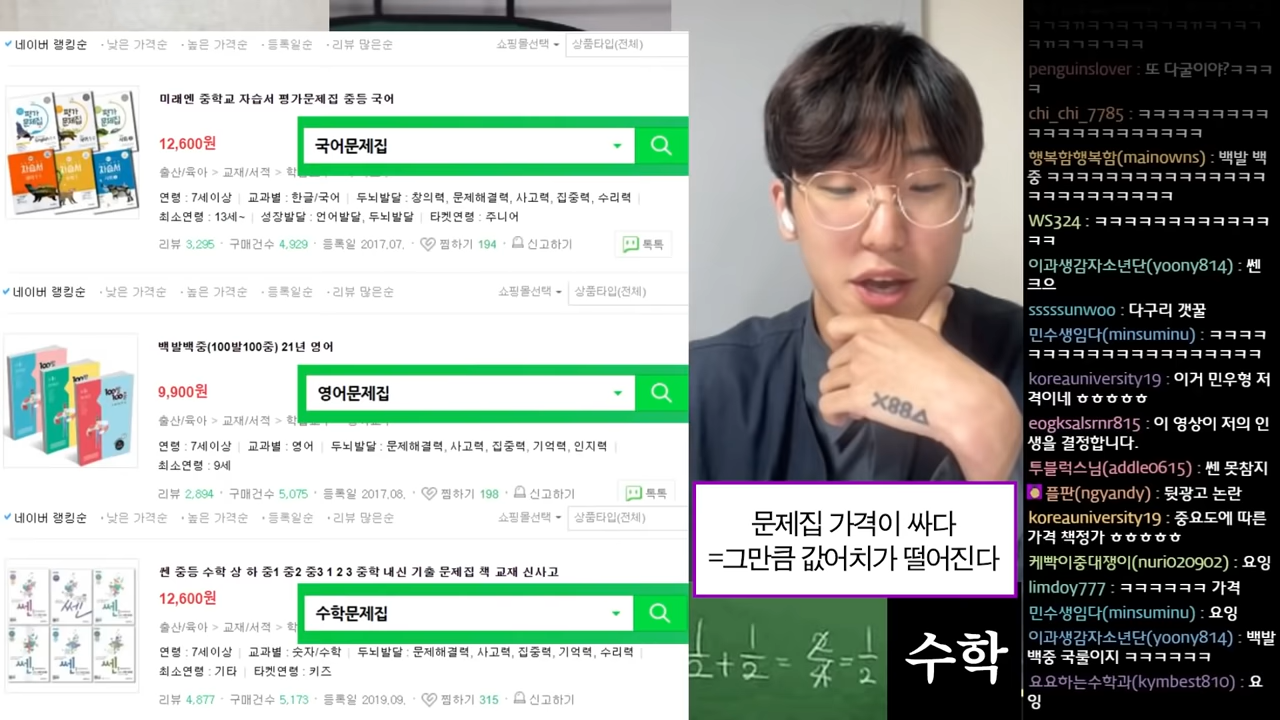 네이버 랭킹순 · 낮은 가격순 · 높은 가격순 · 등록일순 · 리뷰 많은순 쇼핑몰선택 상품타입(전체)
미래엔 중학교 자습서 평가문제집 중등 국어
12,600원
국어문제집
출산/육아 > 교재/서적 > 학
연령 : 7세이상 | 교과별 : 한글/국어 | 두뇌발달 : 창의력, 문제해결력, 사고력, 집중력, 수리력 |
최소연령 : 13세~ | 성장발달 : 언어발달, 두뇌발달 | 타켓연령 : 주니어
리뷰 3,295 · 구매건수 4,929 · 등록일 2017.07. · 찜하기 194 · 신고하기 톡톡
네이버 랭킹순 · 낮은 가격순 · 높은 가격순 · 등록일순 · 리뷰 많은순 쇼핑몰선택 상품타입(전체)
백발백중(100발100중) 21년 영어
9,900원
영어문제집
출산/육아 > 교재/서적 > 학
연령 : 7세이상 | 교과별 : 영어 | 두뇌발달 : 문제해결력, 사고력, 집중력, 기억력, 인지력 |
최소연령 : 9세
리뷰 2,894 · 구매건수 5,075 · 등록일 2017.08. · 찜하기 198 · 신고하기 톡톡
네이버 랭킹순 · 낮은 가격순 · 높은 가격순 · 등록일순 · 리뷰 많은순 쇼핑몰선택 상품타입(전체)
쎈 중등 수학 상 하 중1 중2 중3 1 2 3 중학 내신 기출 문제집 책 교재 신사고
12,600원
수학문제집
출산/육아 > 교재/서적 > 학
연령 : 7세이상 | 교과별 : 숫자/수학 | 두뇌발달 : 문제해결력, 사고력, 집중력, 기억력, 수리력 |
최소연령 : 기타 | 타켓연령 : 키즈
리뷰 4,877 · 구매건수 5,173 · 등록일 2019.09. · 찜하기 315 · 신고하기
문제집 가격이 싸다
=그만큼 값어치가 떨어진다
수학
penguinslover : 또 다굴이야?ㅋㅋㅋ
ㅋ
chi_chi_7785 : ㅋㅋㅋㅋㅋㅋㅋㅋㅋㅋ
ㅋㅋㅋㅋㅋㅋㅋㅋㅋㅋㅋㅋ
행복함행복함(mainowns) : 백발 백
중 ㅋㅋㅋㅋㅋㅋㅋㅋㅋㅋㅋㅋㅋㅋㅋ
ㅋㅋㅋㅋㅋㅋㅋㅋㅋㅋ
WS324 : ㅋㅋㅋㅋㅋㅋㅋㅋㅋㅋㅋㅋㅋ
ㅋㅋ
이과생감자소년단(yoony814) : 쎈
크으
sssssunwoo : 다구리 갯꿀
민수생임다(minsuminu) : ㅋㅋㅋㅋ
ㅋㅋㅋㅋㅋㅋㅋㅋㅋㅋㅋㅋㅋㅋㅋㅋ
koreauniversity19 : 이거 민우형 저
격이네 ㅎㅎㅎㅎㅎ
eogksalsrnr815 : 이 영상이 저의 인
생을 결정합니다.
투블럭스님(addle0615) : 쎈 못참지
플판(ngyandy) : 뒷광고 논란
koreauniversity19 : 중요도에 따른
가격 책정가 ㅎㅎㅎㅎㅎ
케빡이중대쟁이(nuri020902) : 요잉
limdoy777 : ㅋㅋㅋㅋㅋㅋ 가격
민수생임다(minsuminu) : 요잉
이과생감자소년단(yoony814) : 백발
백중 국룰이지 ㅋㅋㅋㅋㅋㅋ
요요하는수학과(kymbest810) : 요
잉